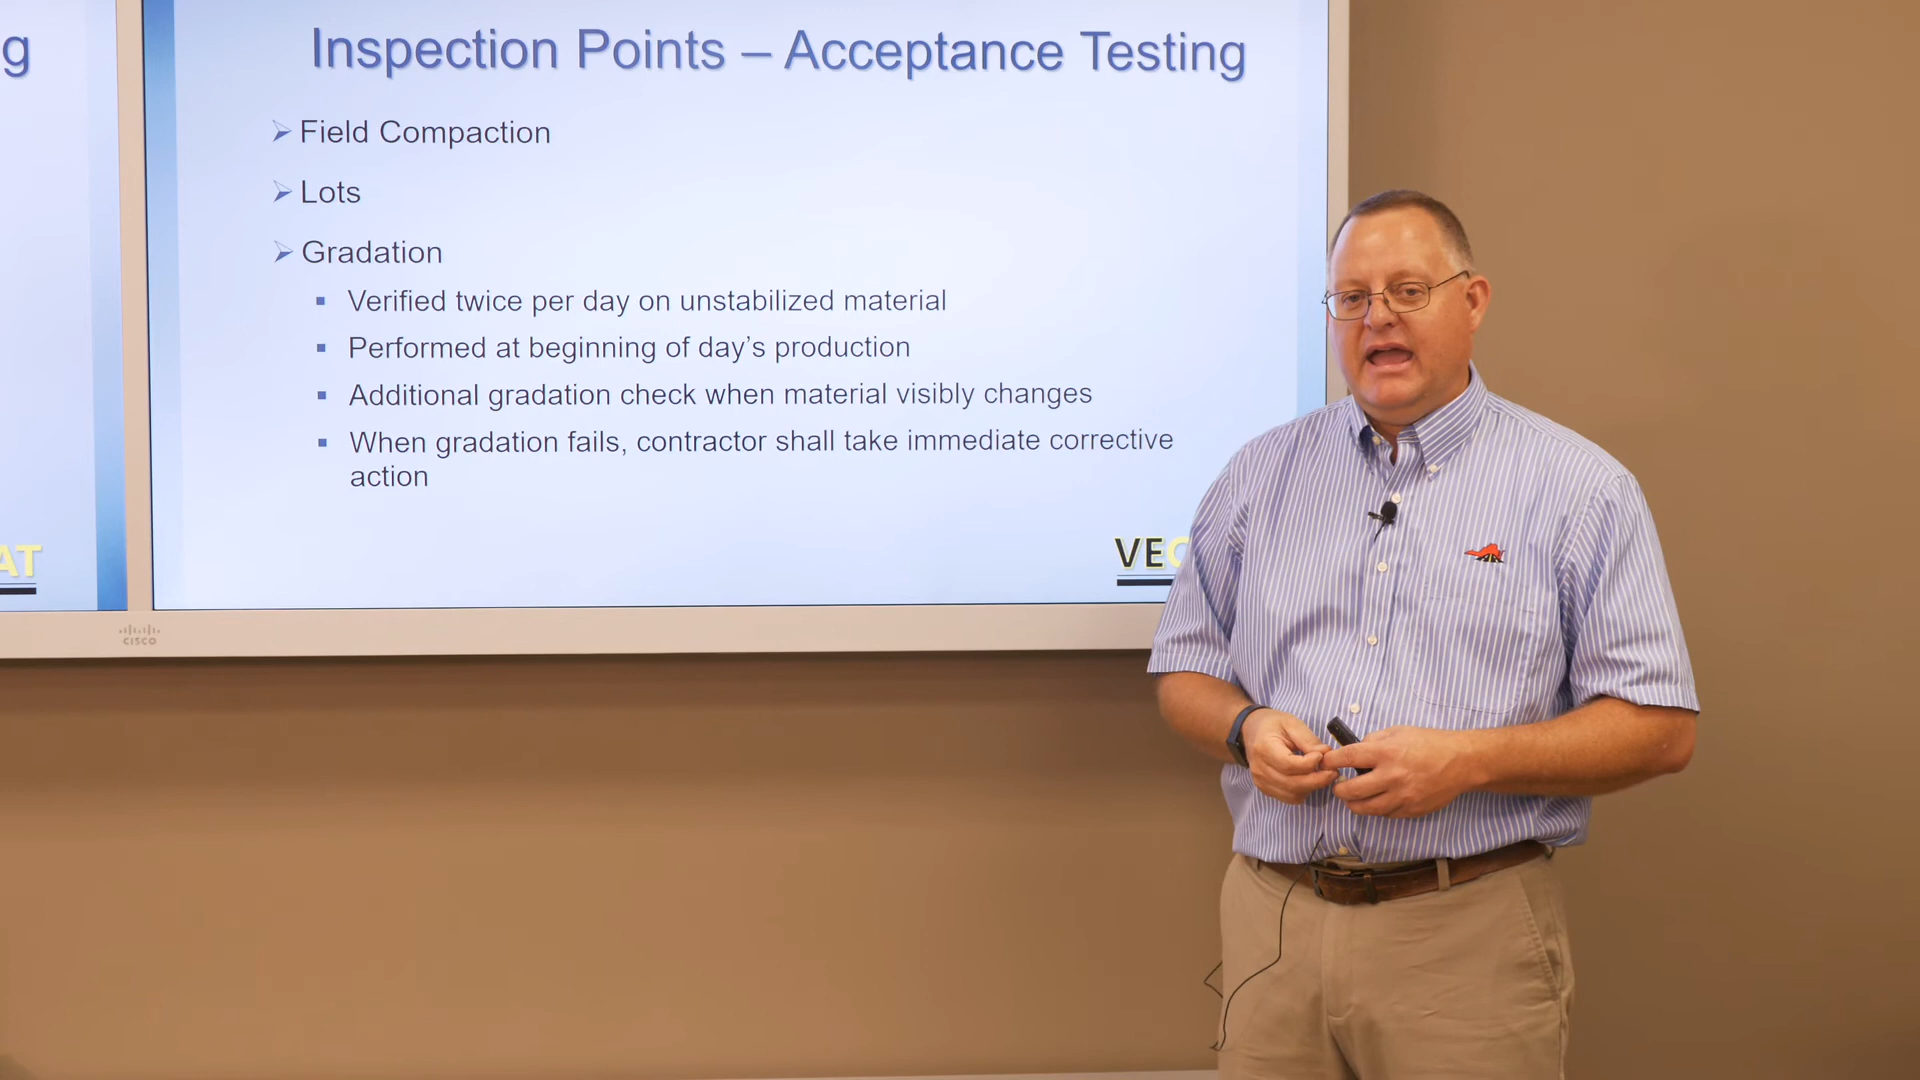 g
Inspection Points – Acceptance Testing
Field Compaction
Lots
Gradation
Verified twice per day on unstabilized material
Performed at beginning of day's production
Additional gradation check when material visibly changes
When gradation fails, contractor shall take immediate corrective
action
AT
VEC
CISCO